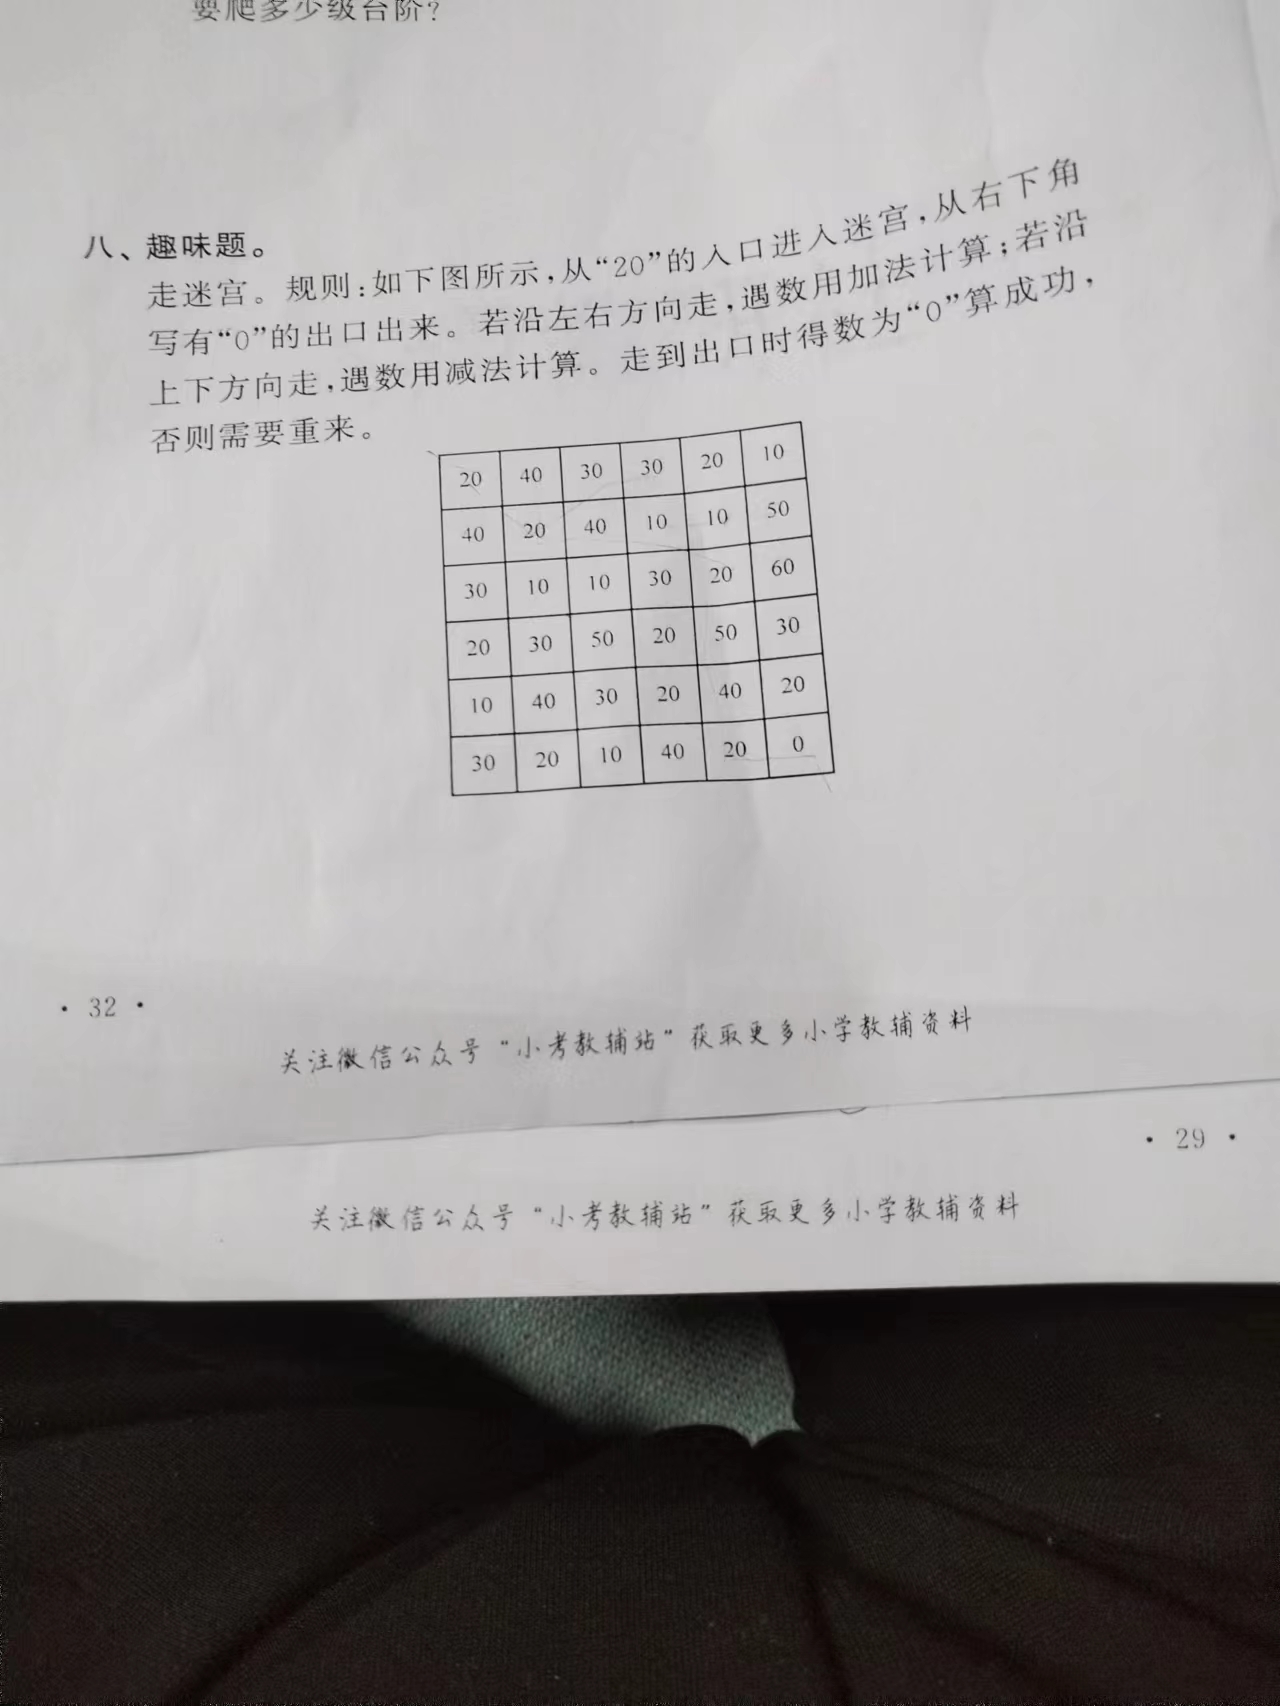 要爬多少级台阶?
八、趣味题。
走迷宫。规则:如下图所示,从“20”的入口进入迷宫,从右下角
写有“0”的出口出来。若沿左右方向走,遇数用加法计算;若沿
上下方向走,遇数用减法计算。走到出口时得数为“0”算成功,
否则需要重来。
20 40 30 30 20 10
40 20 40 10 10 50
30 10 10 30 20 60
20 30 50 20 50 30
10 40 30 20 40 20
30 20 10 40 20 0
· 32 ·
关注微信公众号“小考教辅站”获取更多小学教辅资料
· 29 ·
关注微信公众号“小考教辅站”获取更多小学教辅资料